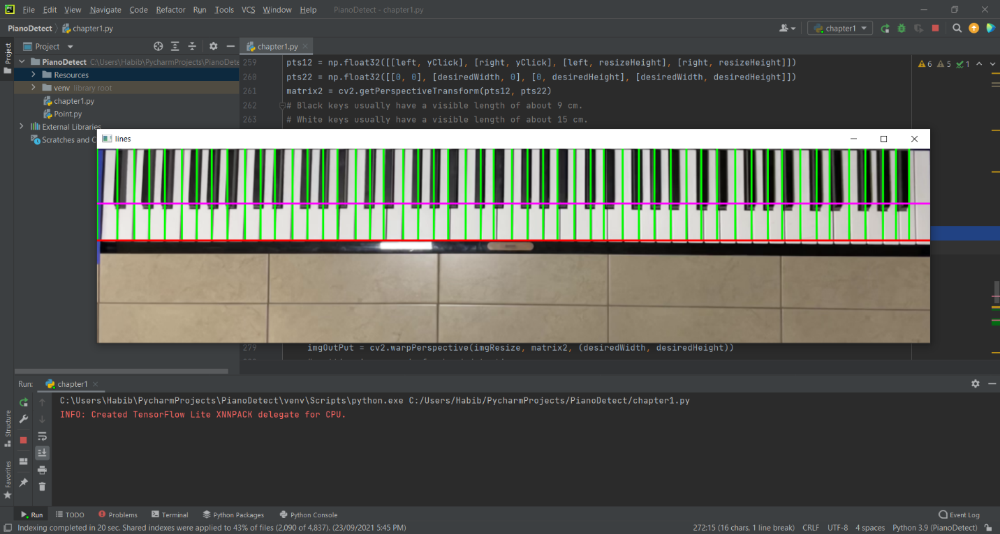 File Edit View Navigate Code Refactor Run Tools VCS Window Help PianoDetect - chapter1.py
PianoDetect chapter1.py chapter1
Project
Project
chapter1.py
PianoDetect C:\Users\Habib\PycharmProjects\PianoDete
Resources
venv library root
chapter1.py
Point.py
External Libraries
Scratches and C
259 pts12 = np.float32([[left, yClick], [right, yClick], [left, resizeHeight], [right, resizeHeight]])
260 pts22 = np.float32([[0, 0], [desiredWidth, 0], [0, desiredHeight], [desiredWidth, desiredHeight]])
261 matrix2 = cv2.getPerspectiveTransform(pts12, pts22)
262 # Black keys usually have a visible length of about 9 cm.
263 # White keys usually have a visible length of about 15 cm.
6 5 1
lines
279 imgOutPut = cv2.warpPerspective(imgResize, matrix2, (desiredWidth, desiredHeight))
Run: chapter1
C:\Users\Habib\PycharmProjects\PianoDetect\venv\Scripts\python.exe C:/Users/Habib/PycharmProjects/PianoDetect/chapter1.py
INFO: Created TensorFlow Lite XNNPACK delegate for CPU.
Structure
Favorites
Run TODO Problems Terminal Python Packages Python Console Event Log
Indexing completed in 20 sec. Shared indexes were applied to 43% of files (2,090 of 4,837). (23/09/2021 5:45 PM) 272:15 (16 chars, 1 line break) CRLF UTF-8 4 spaces Python 3.9 (PianoDetect)